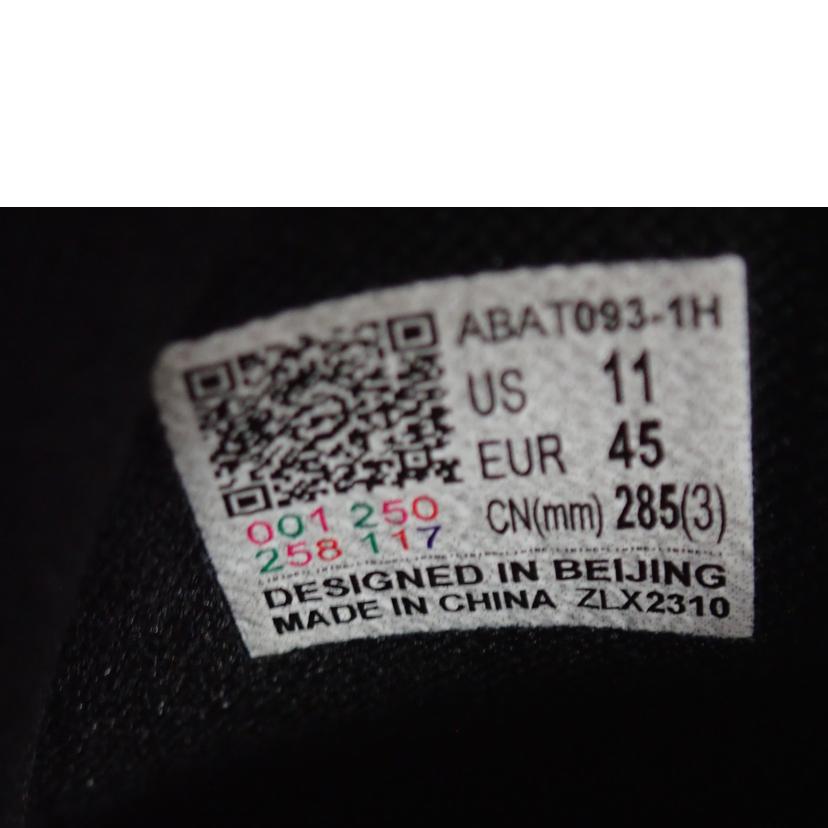 ABAT093-1H
US 11
EUR 45
CN(mm) 285(3)
001 250
258 117
DESIGNED IN BEIJING
MADE IN CHINA ZLX2310